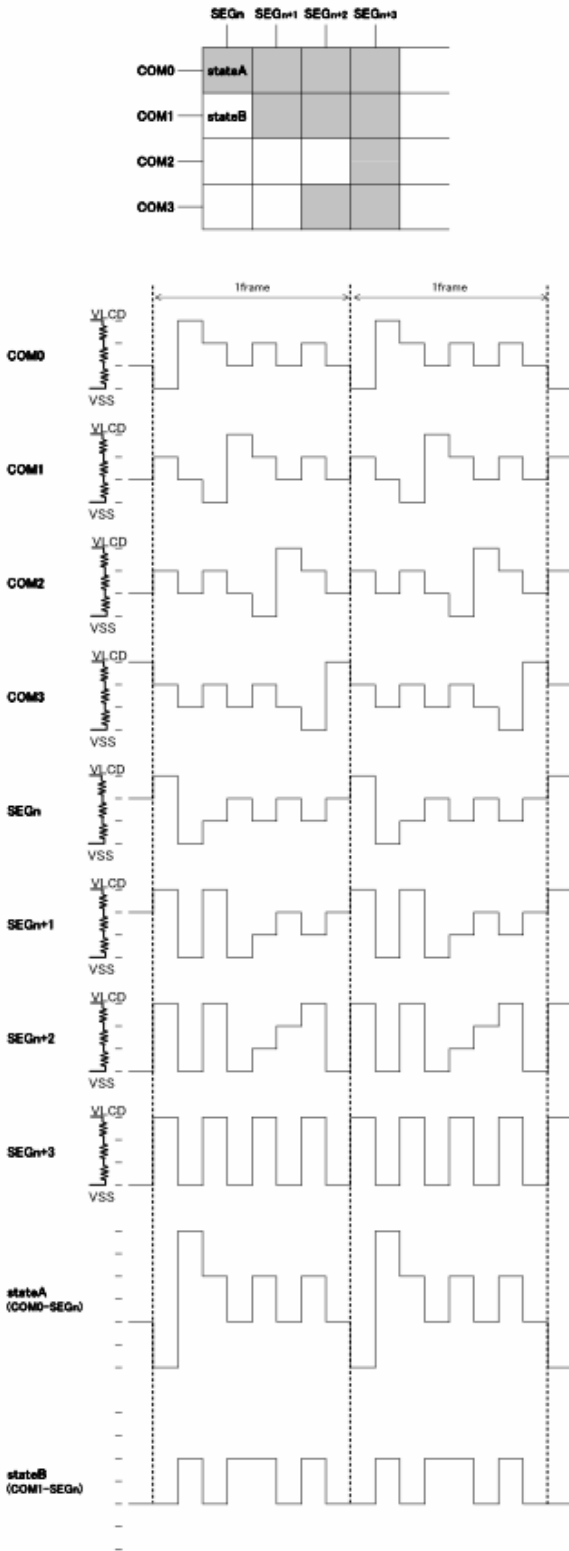 SEGn SEGn+1 SEGn+2 SEGn+3
COM0 stateA
COM1 stateB
COM2
COM3
1frame 1frame
VLCD
COM0
VSS
VLCD
COM1
VSS
VLCD
COM2
VSS
VLCD
COM3
VSS
VLCD
SEGn
VSS
VLCD
SEGn+1
VSS
VLCD
SEGn+2
VSS
VLCD
SEGn+3
VSS
stateA
(COM0-SEGn)
stateB
(COM1-SEGn)